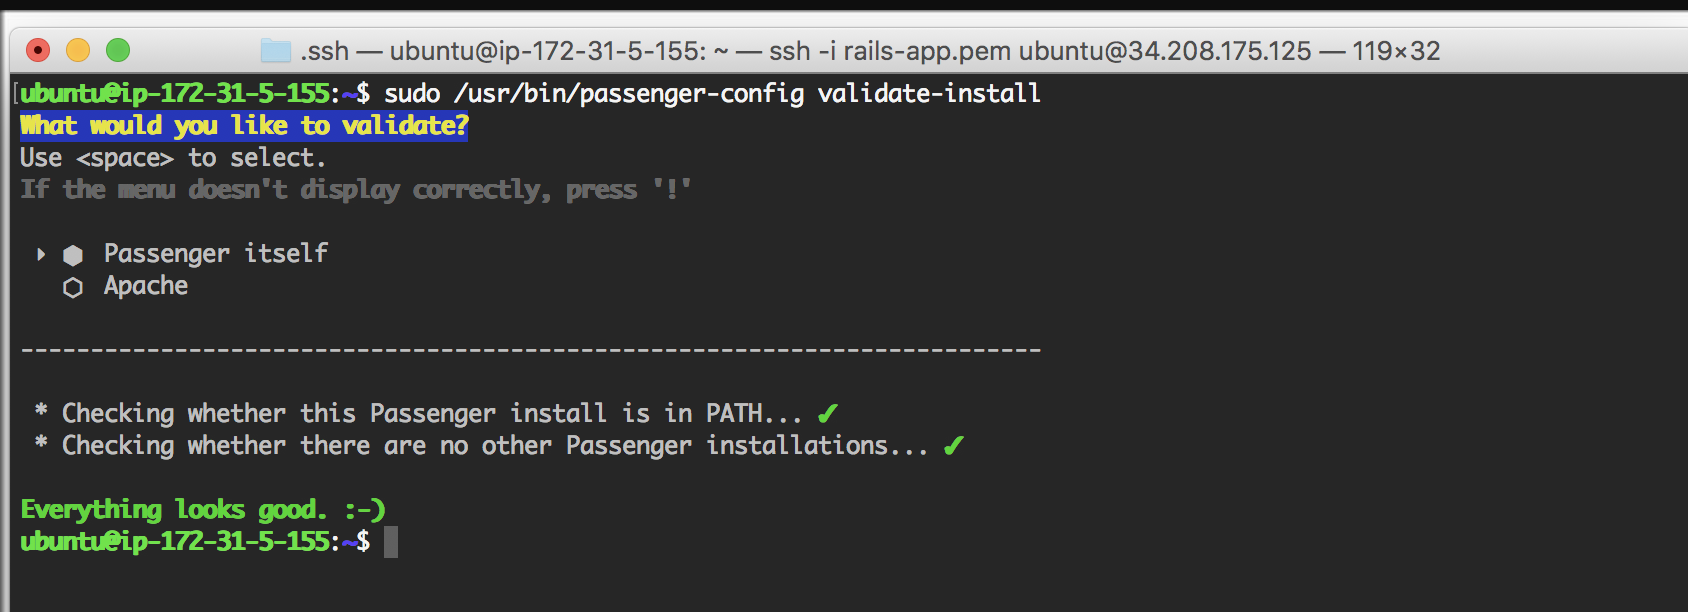 .ssh — ubuntu@ip-172-31-5-155: ~ — ssh -i rails-app.pem ubuntu@34.208.175.125 — 119×32
[ubuntu@ip-172-31-5-155:~$ sudo /usr/bin/passenger-config validate-install
What would you like to validate?
Use <space> to select.
If the menu doesn't display correctly, press '!'
‣ ⬢ Passenger itself
⬡ Apache
-------------------------------------------------------------------------
* Checking whether this Passenger install is in PATH... ✓
* Checking whether there are no other Passenger installations... ✓
Everything looks good. :-)
ubuntu@ip-172-31-5-155:~$